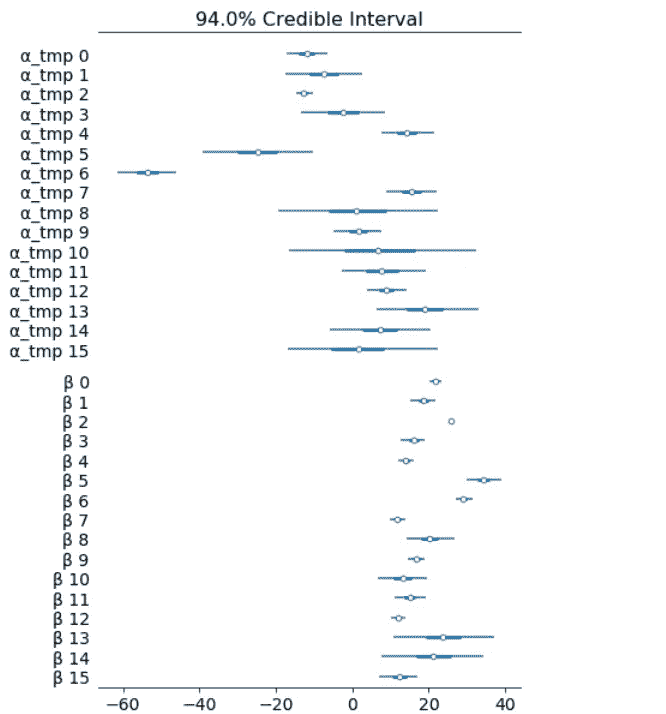 94.0% Credible Interval
α_tmp 0
α_tmp 1
α_tmp 2
α_tmp 3
α_tmp 4
α_tmp 5
α_tmp 6
α_tmp 7
α_tmp 8
α_tmp 9
α_tmp 10
α_tmp 11
α_tmp 12
α_tmp 13
α_tmp 14
α_tmp 15
β 0
β 1
β 2
β 3
β 4
β 5
β 6
β 7
β 8
β 9
β 10
β 11
β 12
β 13
β 14
β 15
−60 −40 −20 0 20 40